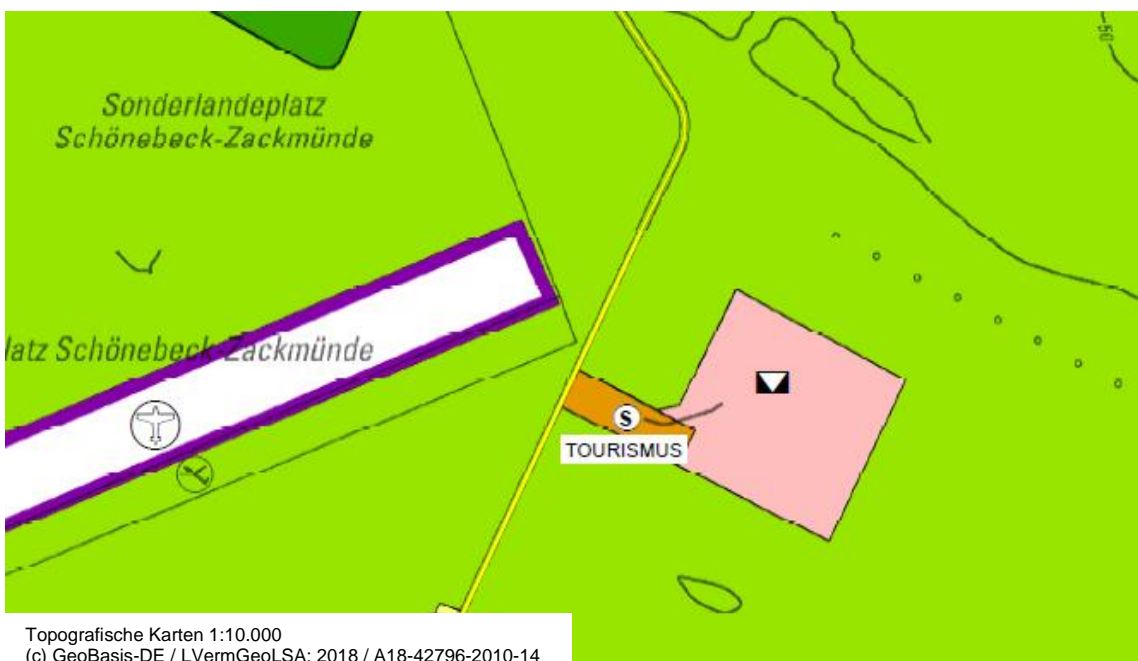 Sonderlandeplatz
Schönebeck-Zackmünde
-50
latz Schönebeck-Zackmünde
S
TOURISMUS
Topografische Karten 1:10.000
(c) GeoBasis-DE / LVermGeoLSA; 2018 / A18-42796-2010-14